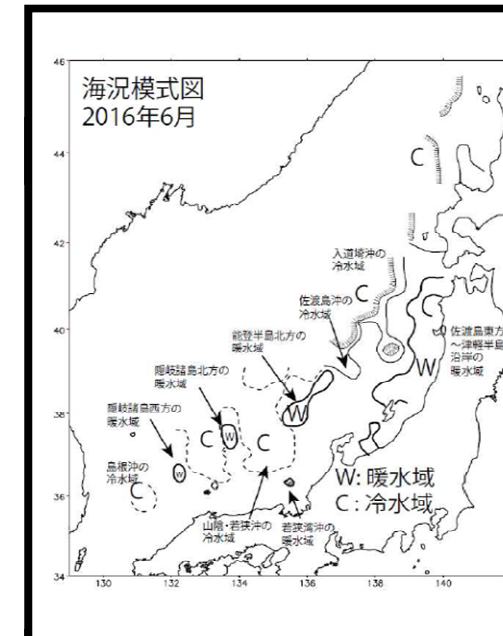 海況模式図
2016年6月
46
44
42
40
38
36
34
130
132
134
136
138
140
C
入道埼沖の
冷水域
C
佐渡島沖の
冷水域
C
佐渡島東方
～津軽半島
沿岸の
暖水域
W
能登半島北方の
暖水域
W
隠岐諸島北方の
暖水域
W
C
C
隠岐諸島西方の
暖水域
W
島根沖の
冷水域
C
山陰・若狭沖の
冷水域
若狭湾沖の
暖水域
W: 暖水域
C : 冷水域